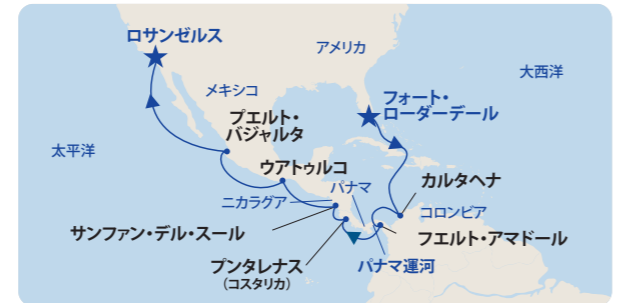 ロサンゼルス
アメリカ
大西洋
メキシコ
フォート・
ローダーデール
プエルト・
バジャルタ
太平洋
ウアトゥルコ
カルタヘナ
パナマ
ニカラグア
コロンビア
サンファン・デル・スール
フエルト・アマドール
プンタレナス
(コスタリカ)
パナマ運河